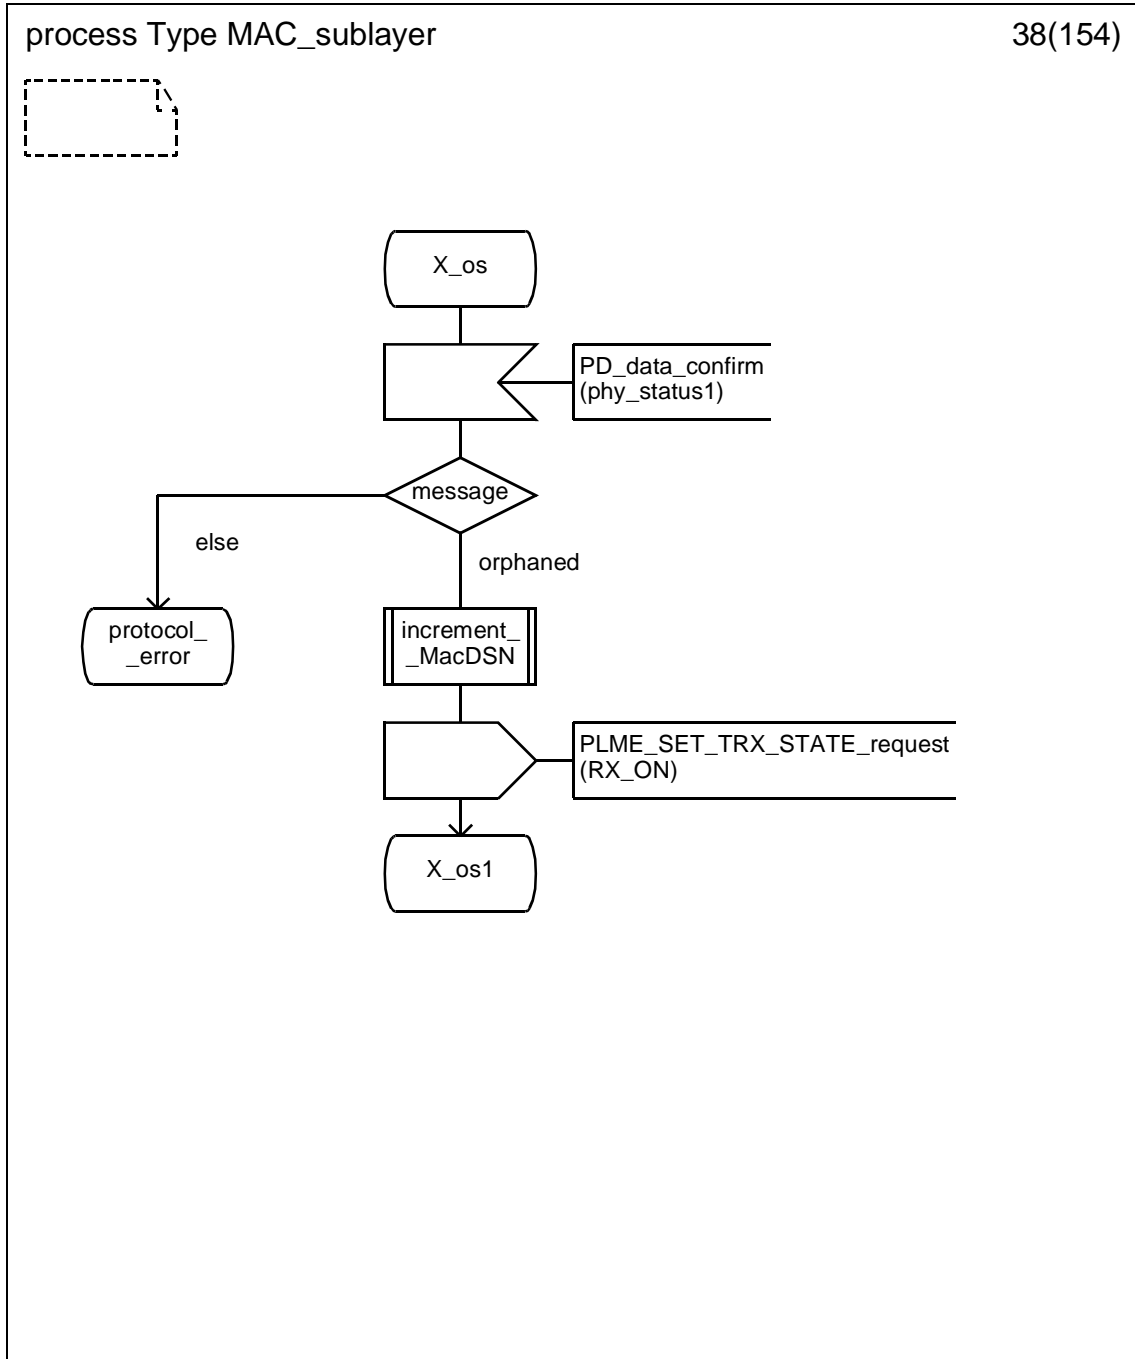 process Type MAC_sublayer
38(154)
X_os
PD_data_confirm
(phy_status1)
message
else
orphaned
protocol_
_error
increment_
_MacDSN
PLME_SET_TRX_STATE_request
(RX_ON)
X_os1